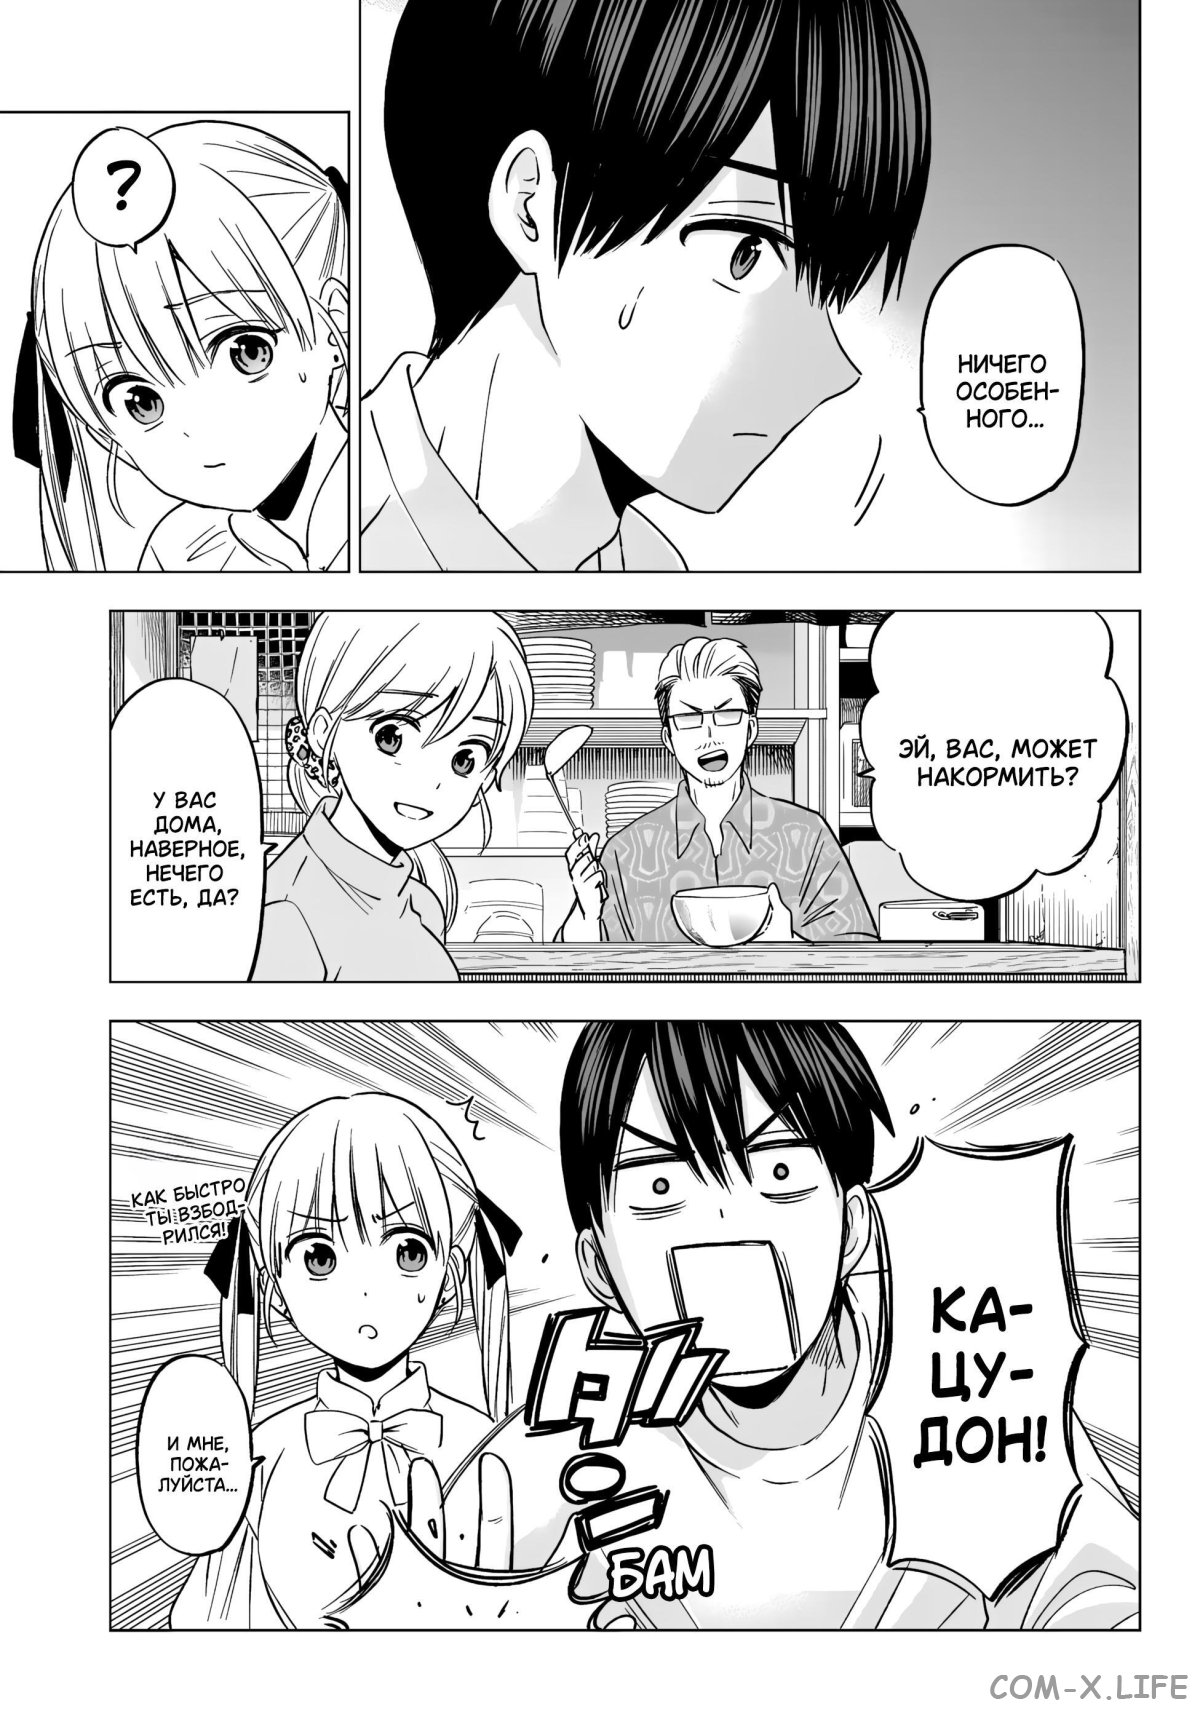 НИЧЕГО
ОСОБЕН-
НОГО...
?
ЭЙ, ВАС, МОЖЕТ
НАКОРМИТЬ?
У ВАС
ДОМА,
НАВЕРНОЕ,
НЕЧЕГО
ЕСТЬ, ДА?
КА-
ЦУ-
ДОН!
КАК БЫСТРО
ТЫ ВЗБОД-
РИЛСЯ!
И МНЕ,
ПОЖА-
ЛУЙСТА...
БАМ
COM-X.LIFE